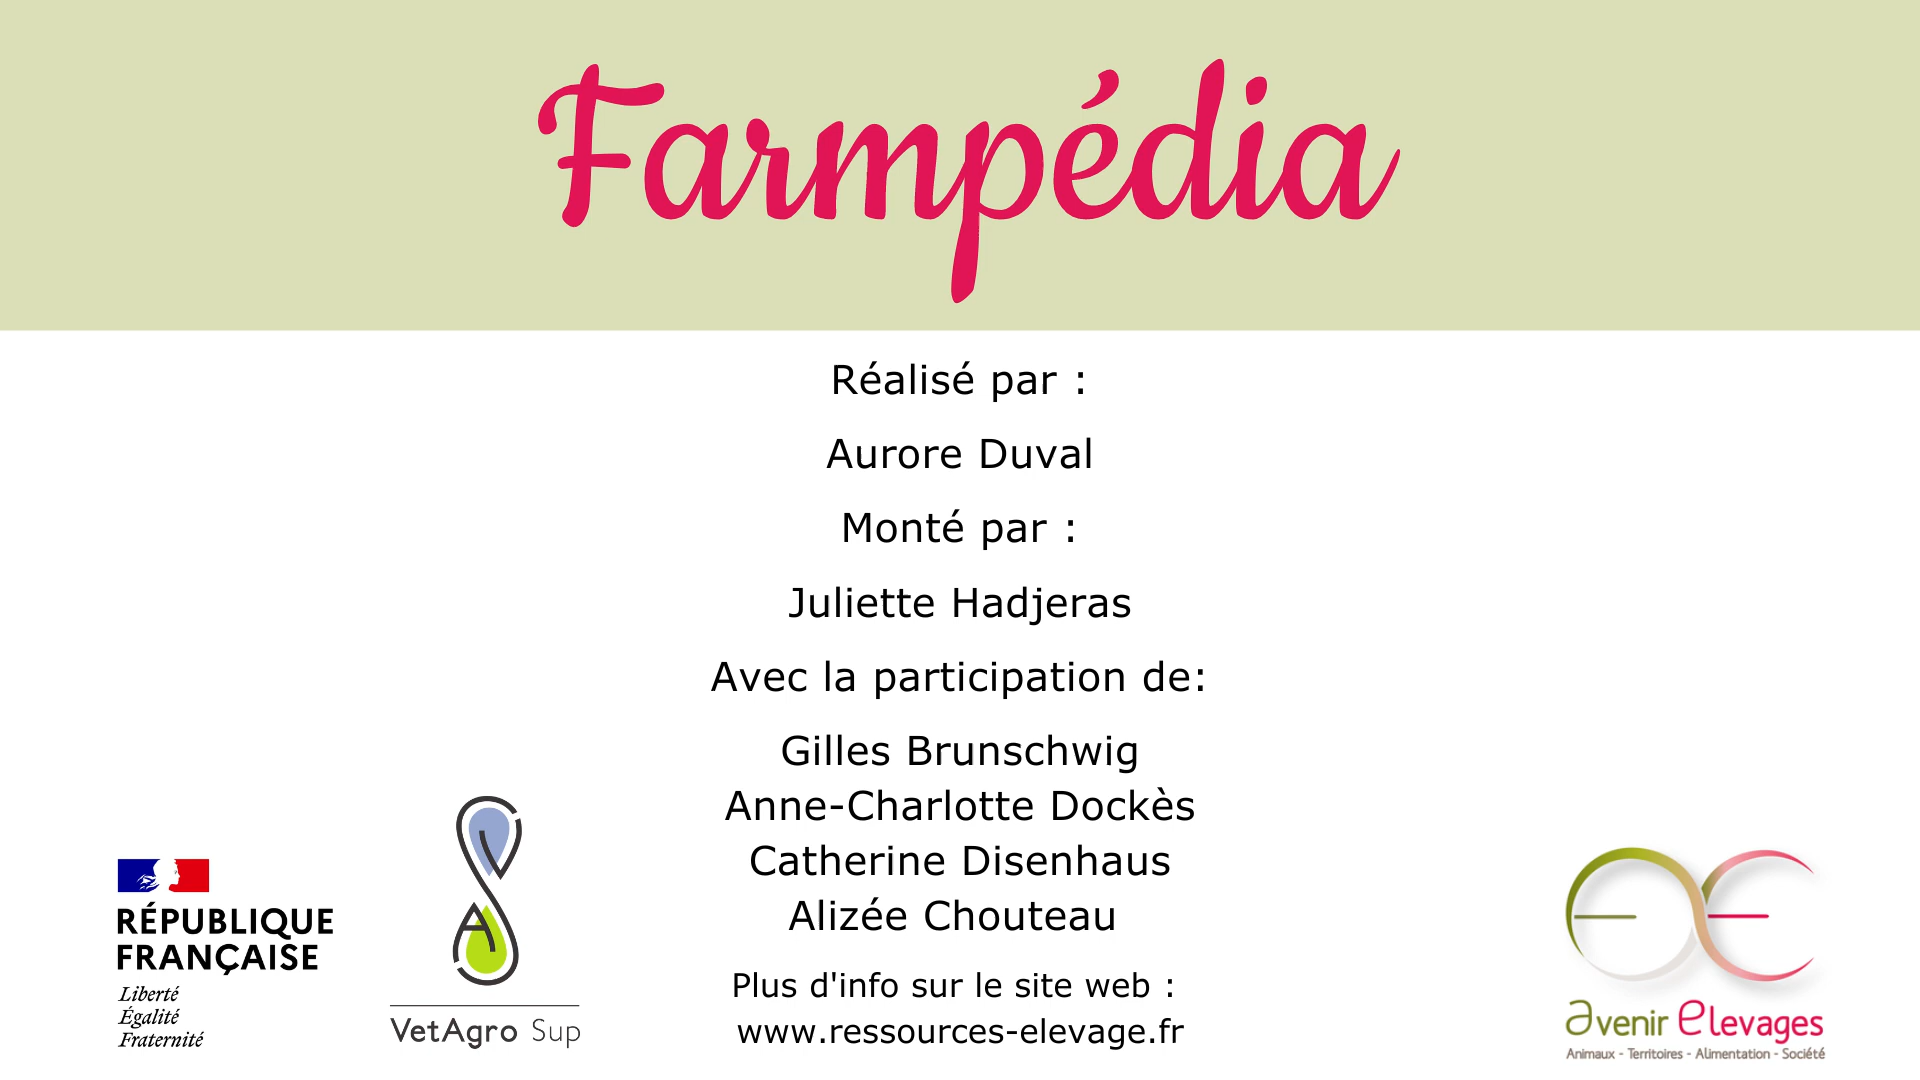 Farmpédia
Réalisé par :
Aurore Duval
Monté par :
Juliette Hadjeras
Avec la participation de:
Gilles Brunschwig
Anne-Charlotte Dockès
Catherine Disenhaus
Alizée Chouteau
Plus d'info sur le site web :
www.ressources-elevage.fr
RÉPUBLIQUE
FRANÇAISE
Liberté
Égalité
Fraternité
VetAgro Sup
avenir elevages
Animaux - Territoires - Alimentation - Société